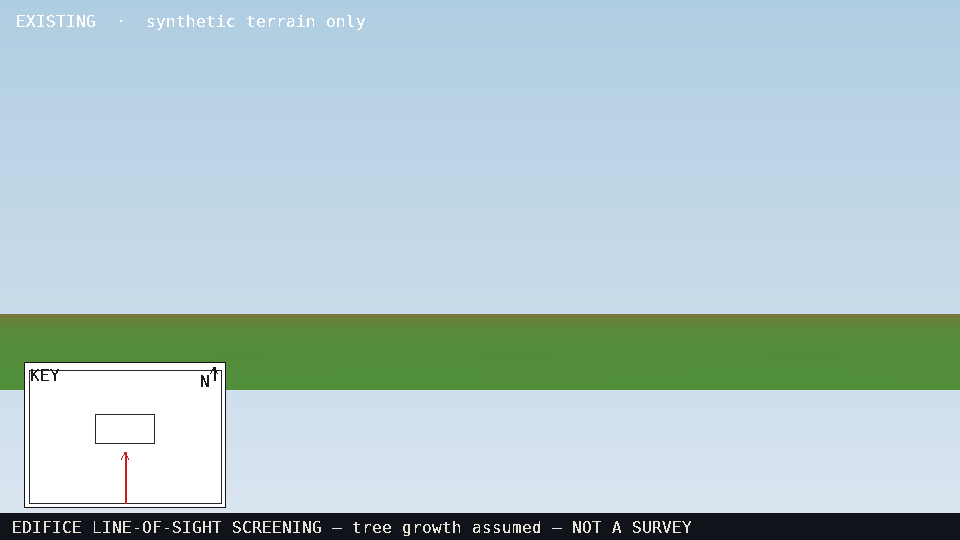 EXISTING · synthetic terrain only
KEY
N
EDIFICE LINE-OF-SIGHT SCREENING — tree growth assumed — NOT A SURVEY